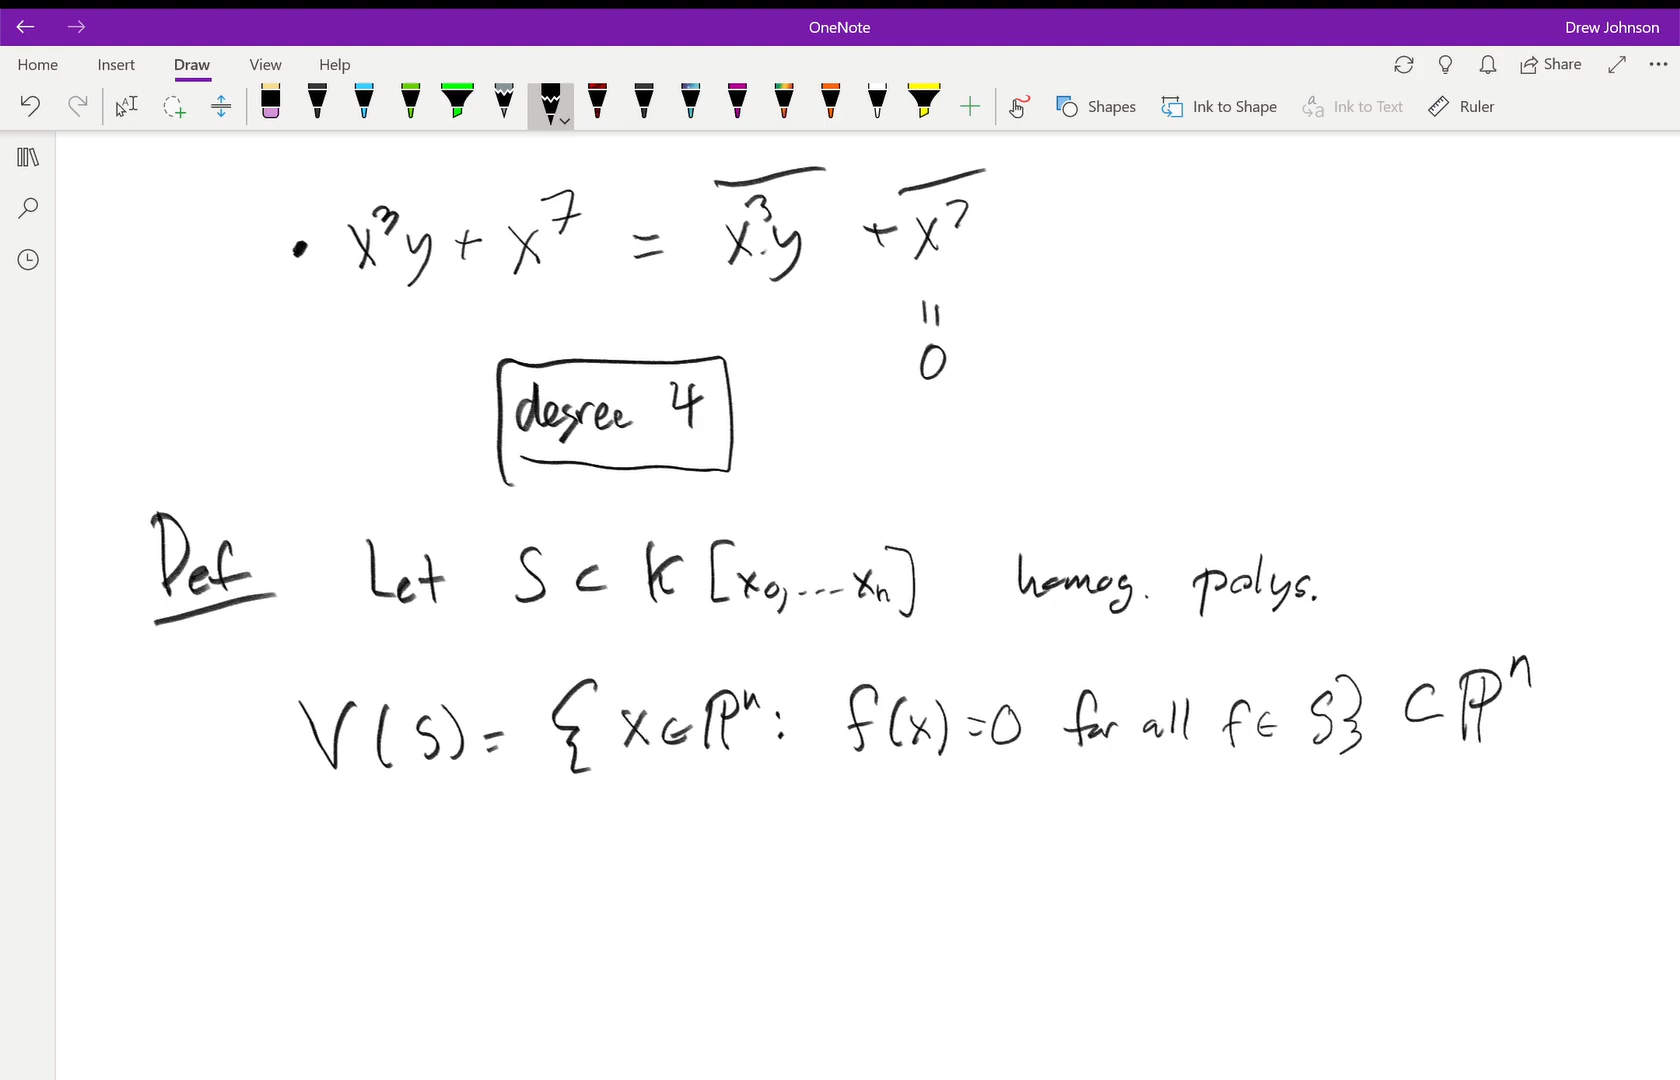 OneNote
Drew Johnson
Home Insert Draw View Help
Share
Shapes Ink to Shape Ink to Text Ruler
• x³y + x⁷ = x³y + x⁷
"
0
degree 4
Def Let S ⊂ K[x₀,...xₙ] homog. polys.
V(S) = {x∈ℙⁿ: f(x)=0 for all f∈ S} ⊂ ℙⁿ